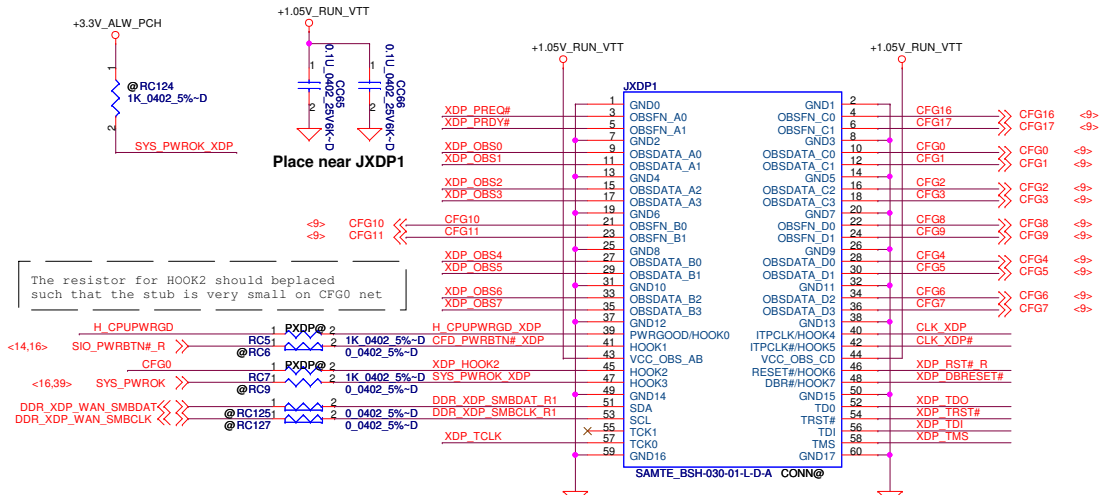 +3.3V_ALW_PCH
1
@RC124
1K_0402_5%~D
2
SYS_PWROK_XDP
+1.05V_RUN_VTT
1
2
CC65
0.1U_0402_25V6K~D
1
2
CC66
0.1U_0402_25V6K~D
Place near JXDP1
The resistor for HOOK2 should beplaced
such that the stub is very small on CFG0 net
+1.05V_RUN_VTT
+1.05V_RUN_VTT
JXDP1
1 GND0 GND1 2
XDP_PREQ# 3 OBSFN_A0 OBSFN_C0 4 CFG16 CFG16 <9>
XDP_PRDY# 5 OBSFN_A1 OBSFN_C1 6 CFG17 CFG17 <9>
7 GND2 GND3 8
XDP_OBS0 9 OBSDATA_A0 OBSDATA_C0 10 CFG0 CFG0 <9>
XDP_OBS1 11 OBSDATA_A1 OBSDATA_C1 12 CFG1 CFG1 <9>
13 GND4 GND5 14
XDP_OBS2 15 OBSDATA_A2 OBSDATA_C2 16 CFG2 CFG2 <9>
XDP_OBS3 17 OBSDATA_A3 OBSDATA_C3 18 CFG3 CFG3 <9>
19 GND6 GND7 20
<9> CFG10 CFG10 21 OBSFN_B0 OBSFN_D0 22 CFG8 CFG8 <9>
<9> CFG11 CFG11 23 OBSFN_B1 OBSFN_D1 24 CFG9 CFG9 <9>
25 GND8 GND9 26
XDP_OBS4 27 OBSDATA_B0 OBSDATA_D0 28 CFG4 CFG4 <9>
XDP_OBS5 29 OBSDATA_B1 OBSDATA_D1 30 CFG5 CFG5 <9>
31 GND10 GND11 32
XDP_OBS6 33 OBSDATA_B2 OBSDATA_D2 34 CFG6 CFG6 <9>
XDP_OBS7 35 OBSDATA_B3 OBSDATA_D3 36 CFG7 CFG7 <9>
37 GND12 GND13 38
H_CPUPWRGD 1 PXDP@ 2 H_CPUPWRGD_XDP 39 PWRGOOD/HOOK0 ITPCLK/HOOK4 40 CLK_XDP
RC5 1K_0402_5%~D
<14,16> SIO_PWRBTN#_R 1 2 CFD_PWRBTN#_XDP 41 HOOK1 ITPCLK#/HOOK5 42 CLK_XDP#
@RC6 0_0402_5%~D
43 VCC_OBS_AB VCC_OBS_CD 44
CFG0 1 PXDP@ 2 XDP_HOOK2 45 HOOK2 RESET#/HOOK6 46 XDP_RST#_R
RC7 1K_0402_5%~D
<16,39> SYS_PWROK 1 2 SYS_PWROK_XDP 47 HOOK3 DBR#/HOOK7 48 XDP_DBRESET#
@RC9 0_0402_5%~D
49 GND14 GND15 50
DDR_XDP_WAN_SMBDAT 1 2 DDR_XDP_SMBDAT_R1 51 SDA TD0 52 XDP_TDO
@RC125 0_0402_5%~D
DDR_XDP_WAN_SMBCLK 1 2 DDR_XDP_SMBCLK_R1 53 SCL TRST# 54 XDP_TRST#
@RC127 0_0402_5%~D
55 TCK1 TDI 56 XDP_TDI
XDP_TCLK 57 TCK0 TMS 58 XDP_TMS
59 GND16 GND17 60
SAMTE_BSH-030-01-L-D-A CONN@